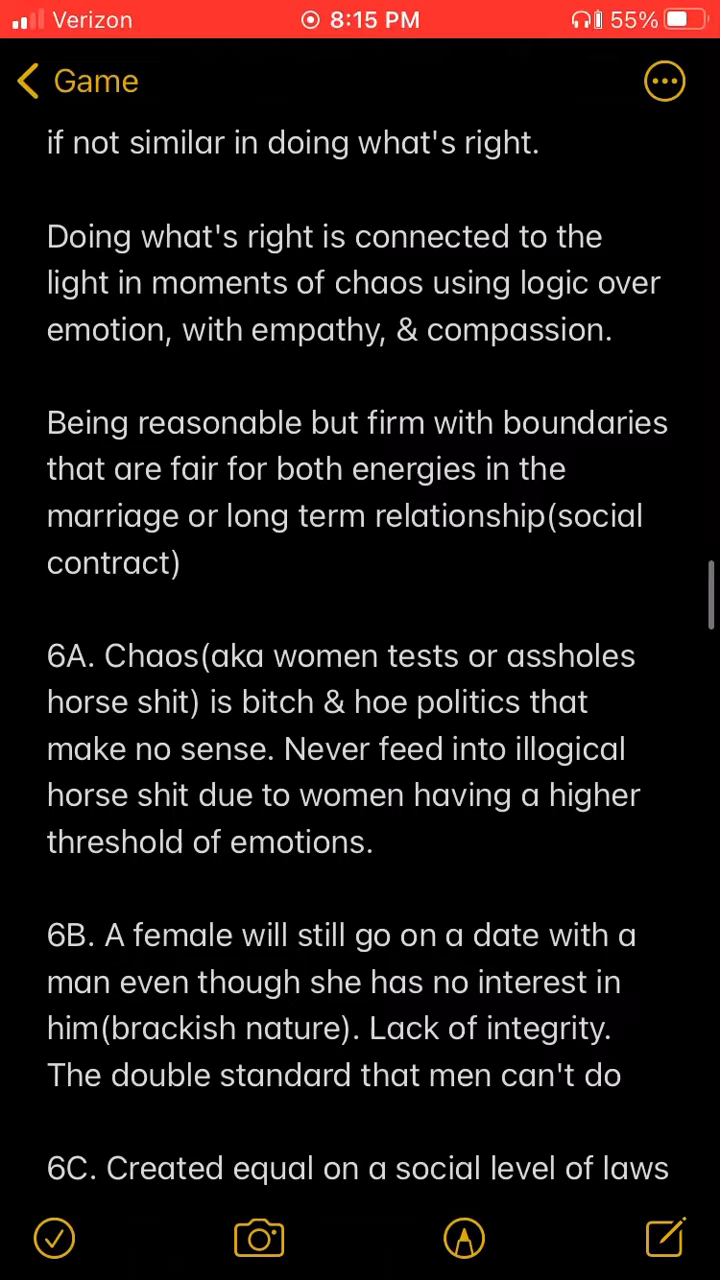 Verizon 8:15 PM 55%
Game
if not similar in doing what's right.
Doing what's right is connected to the
light in moments of chaos using logic over
emotion, with empathy, & compassion.
Being reasonable but firm with boundaries
that are fair for both energies in the
marriage or long term relationship(social
contract)
6A. Chaos(aka women tests or assholes
horse shit) is bitch & hoe politics that
make no sense. Never feed into illogical
horse shit due to women having a higher
threshold of emotions.
6B. A female will still go on a date with a
man even though she has no interest in
him(brackish nature). Lack of integrity.
The double standard that men can't do
6C. Created equal on a social level of laws